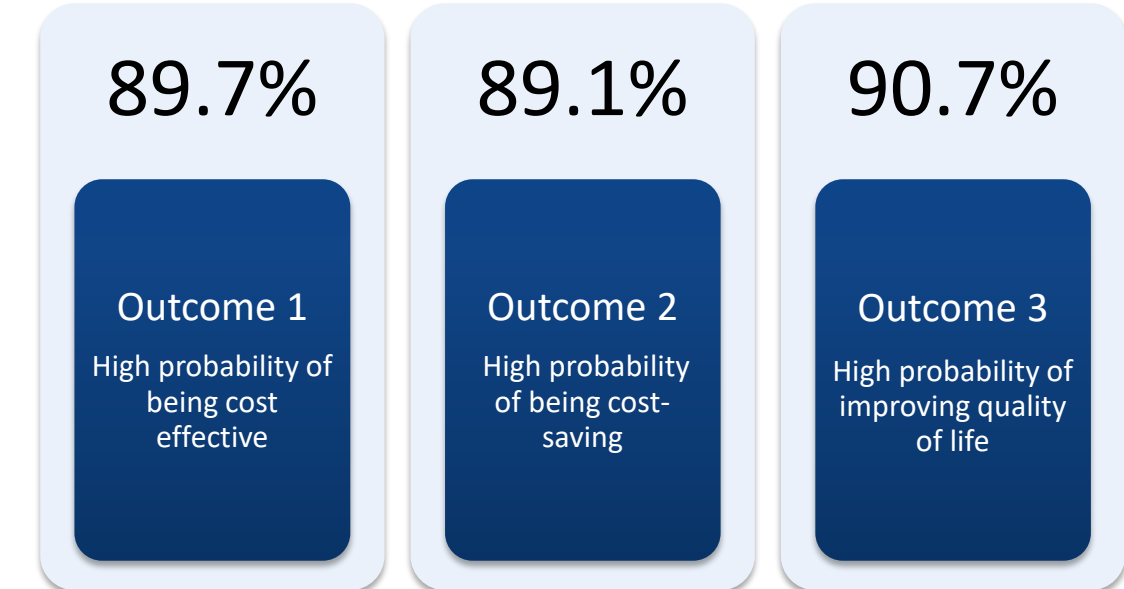 89.7%
Outcome 1
High probability of
being cost
effective
89.1%
Outcome 2
High probability
of being cost-
saving
90.7%
Outcome 3
High probability of
improving quality
of life